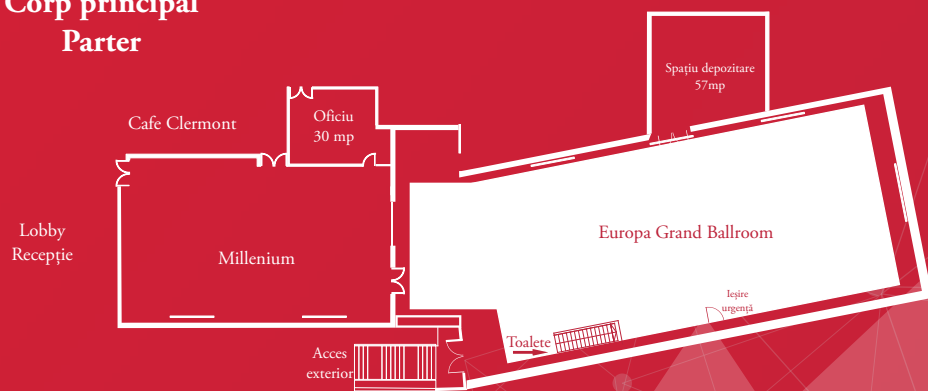 Corp principal
Parter
Cafe Clermont
Oficiu
30 mp
Spațiu depozitare
57mp
Lobby
Recepție
Millenium
Europa Grand Ballroom
Ieșire
urgență
Toalete
Acces
exterior